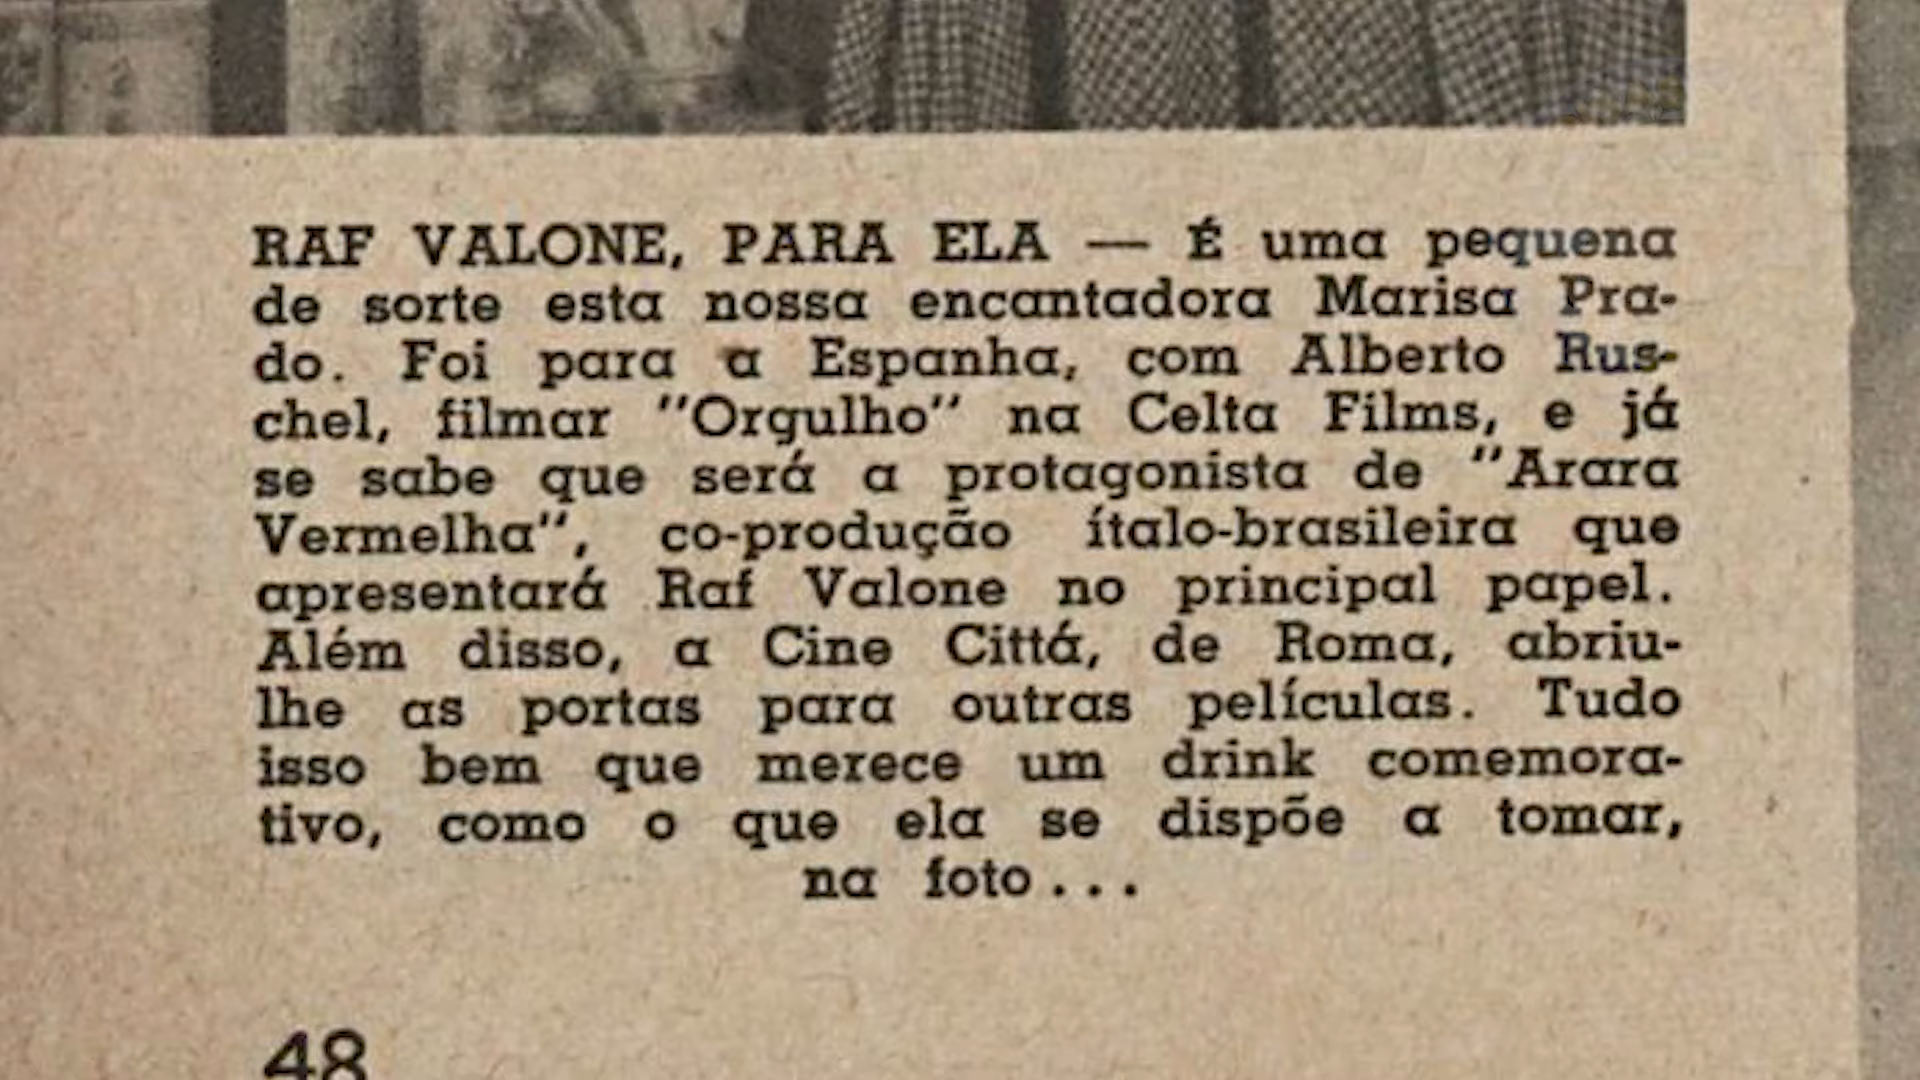 RAF VALONE, PARA ELA — É uma pequena
de sorte esta nossa encantadora Marisa Pra-
do. Foi para a Espanha, com Alberto Rus-
chel, filmar "Orgulho" na Celta Films, e já
se sabe que será a protagonista de "Arara
Vermelha", co-produção ítalo-brasileira que
apresentará Raf Valone no principal papel.
Além disso, a Cine Cittá, de Roma, abriu-
lhe as portas para outras películas. Tudo
isso bem que merece um drink comemora-
tivo, como o que ela se dispõe a tomar,
na foto...
48